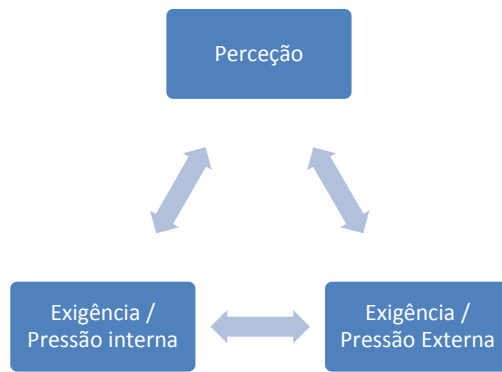 Perceção
Exigência /
Pressão interna
Exigência /
Pressão Externa